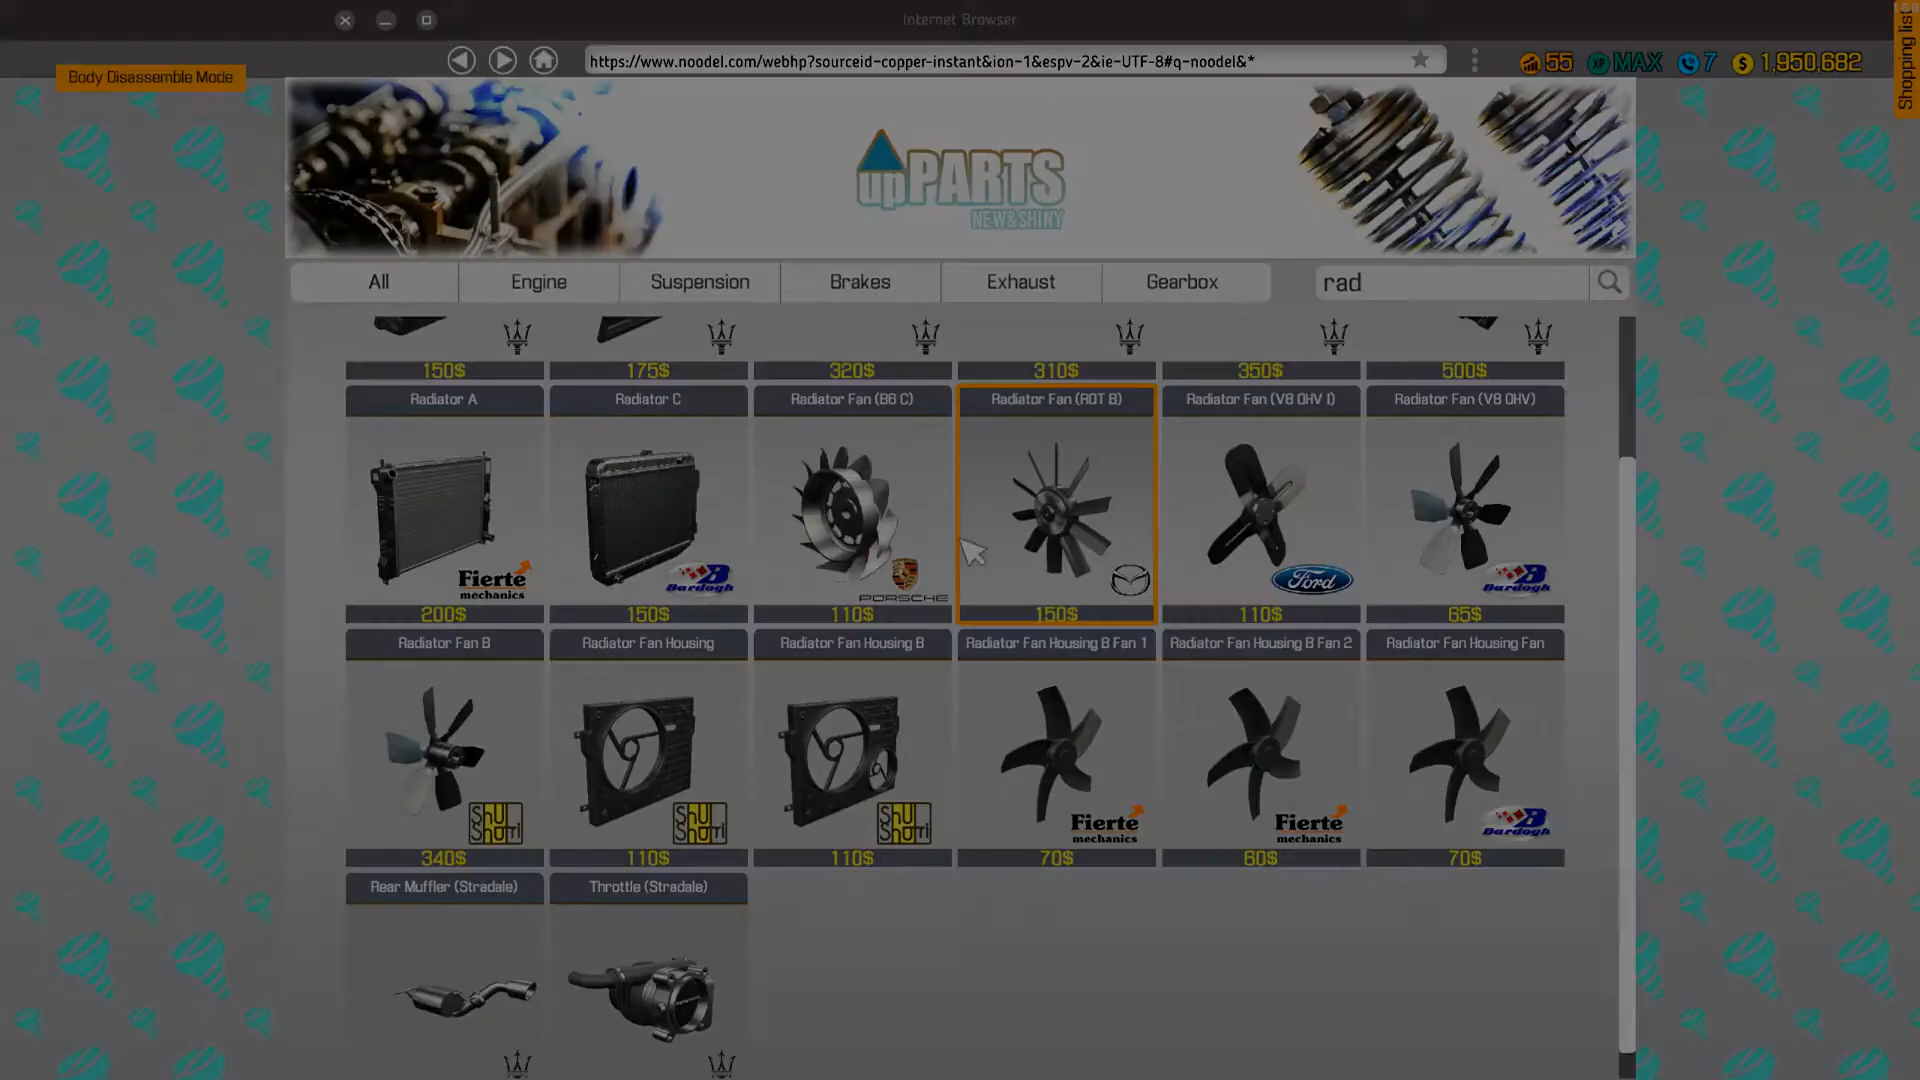 Internet Browser
Shopping list
Body Disassemble Mode
https://www.noodel.com/webhp?sourceid-copper-instant&ion-1&espv-2&ie-UTF-8#q-noodel&*
55 XP MAX 7 $ 1,950,682
upPARTS
NEW&SHINY
All Engine Suspension Brakes Exhaust Gearbox rad
150$ 175$ 320$ 310$ 350$ 500$
Radiator A Radiator C Radiator Fan (B6 C) Radiator Fan (ROT B) Radiator Fan (V8 OHV I) Radiator Fan (V8 OHV)
Fierte mechanics Bardogh PORSCHE Ford Bardogh
200$ 150$ 110$ 150$ 110$ 65$
Radiator Fan B Radiator Fan Housing Radiator Fan Housing B Radiator Fan Housing B Fan 1 Radiator Fan Housing B Fan 2 Radiator Fan Housing Fan
Fierte mechanics Fierte mechanics Bardogh
340$ 110$ 110$ 70$ 60$ 70$
Rear Muffler (Stradale) Throttle (Stradale)